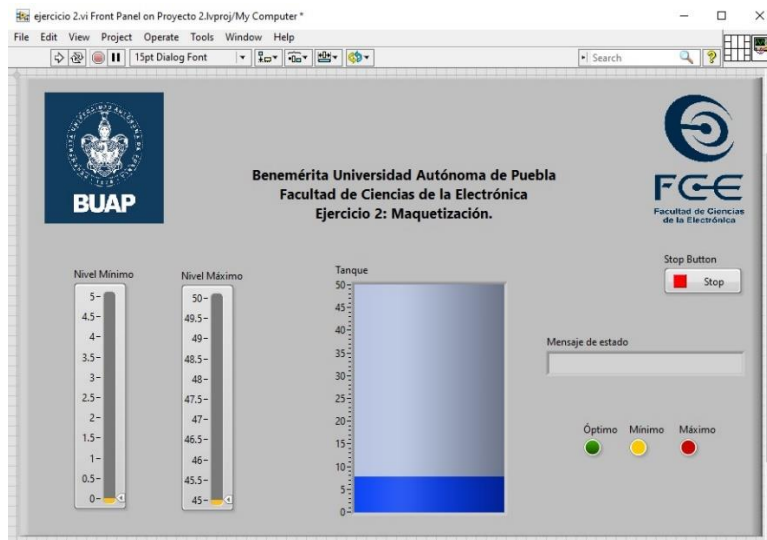 ejercicio 2.vi Front Panel on Proyecto 2.lvproj/My Computer *
File Edit View Project Operate Tools Window Help
15pt Dialog Font
Search
BUAP
Benemérita Universidad Autónoma de Puebla
Facultad de Ciencias de la Electrónica
Ejercicio 2: Maquetización.
FCE
Facultad de Ciencias
de la Electrónica
Stop Button
Stop
Nivel Mínimo
5
4.5
4
3.5
3
2.5
2
1.5
1
0.5
0
Nivel Máximo
50
49.5
49
48.5
48
47.5
47
46.5
46
45.5
45
Tanque
50
45
40
35
30
25
20
15
10
5
0
Mensaje de estado
Óptimo Mínimo Máximo